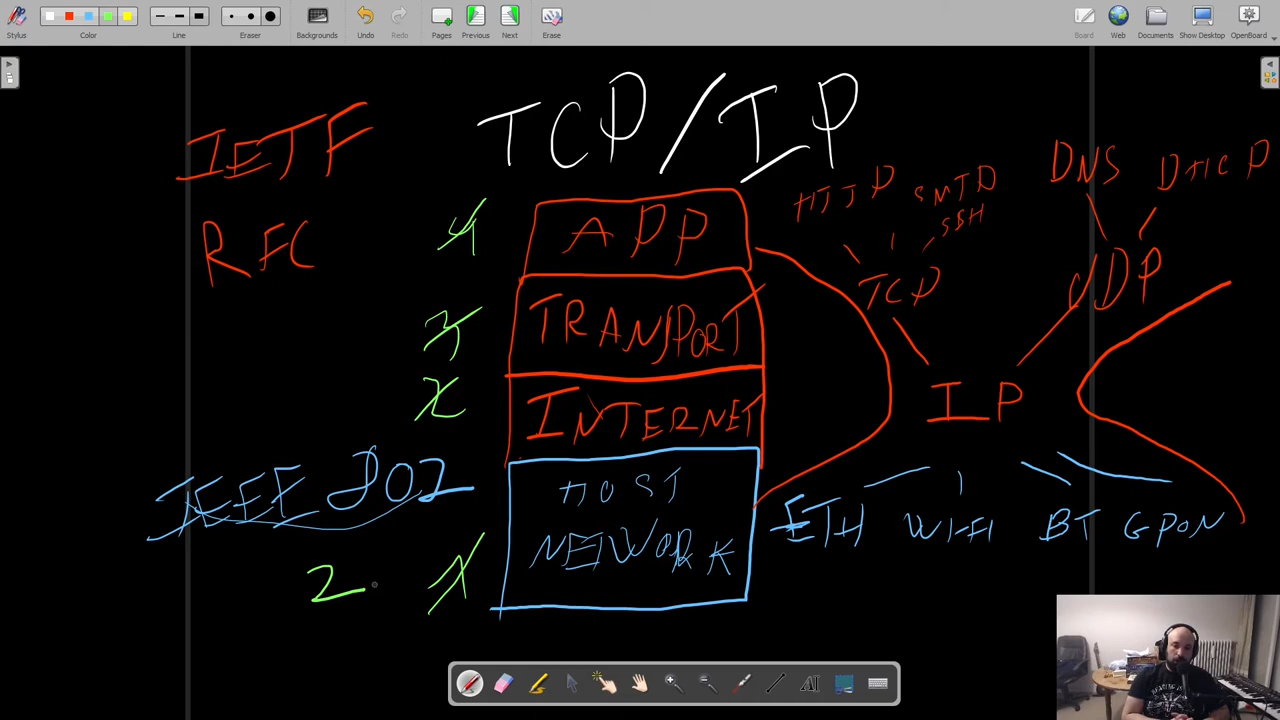 Stylus
Color
Line
Eraser
Backgrounds
Undo
Redo
Pages
Previous
Next
Erase
Board
Web
Documents
Show Desktop
OpenBoard
TCP/IP
IETF
RFC
4
APP
3
TRANSPORT
2
INTERNET
IEEE 802
HOST
NETWORK
2
1
HTTP
SMTP
SSH
DNS
DHCP
TCP
UDP
IP
ETH
WIFI
BT
GPON
AI